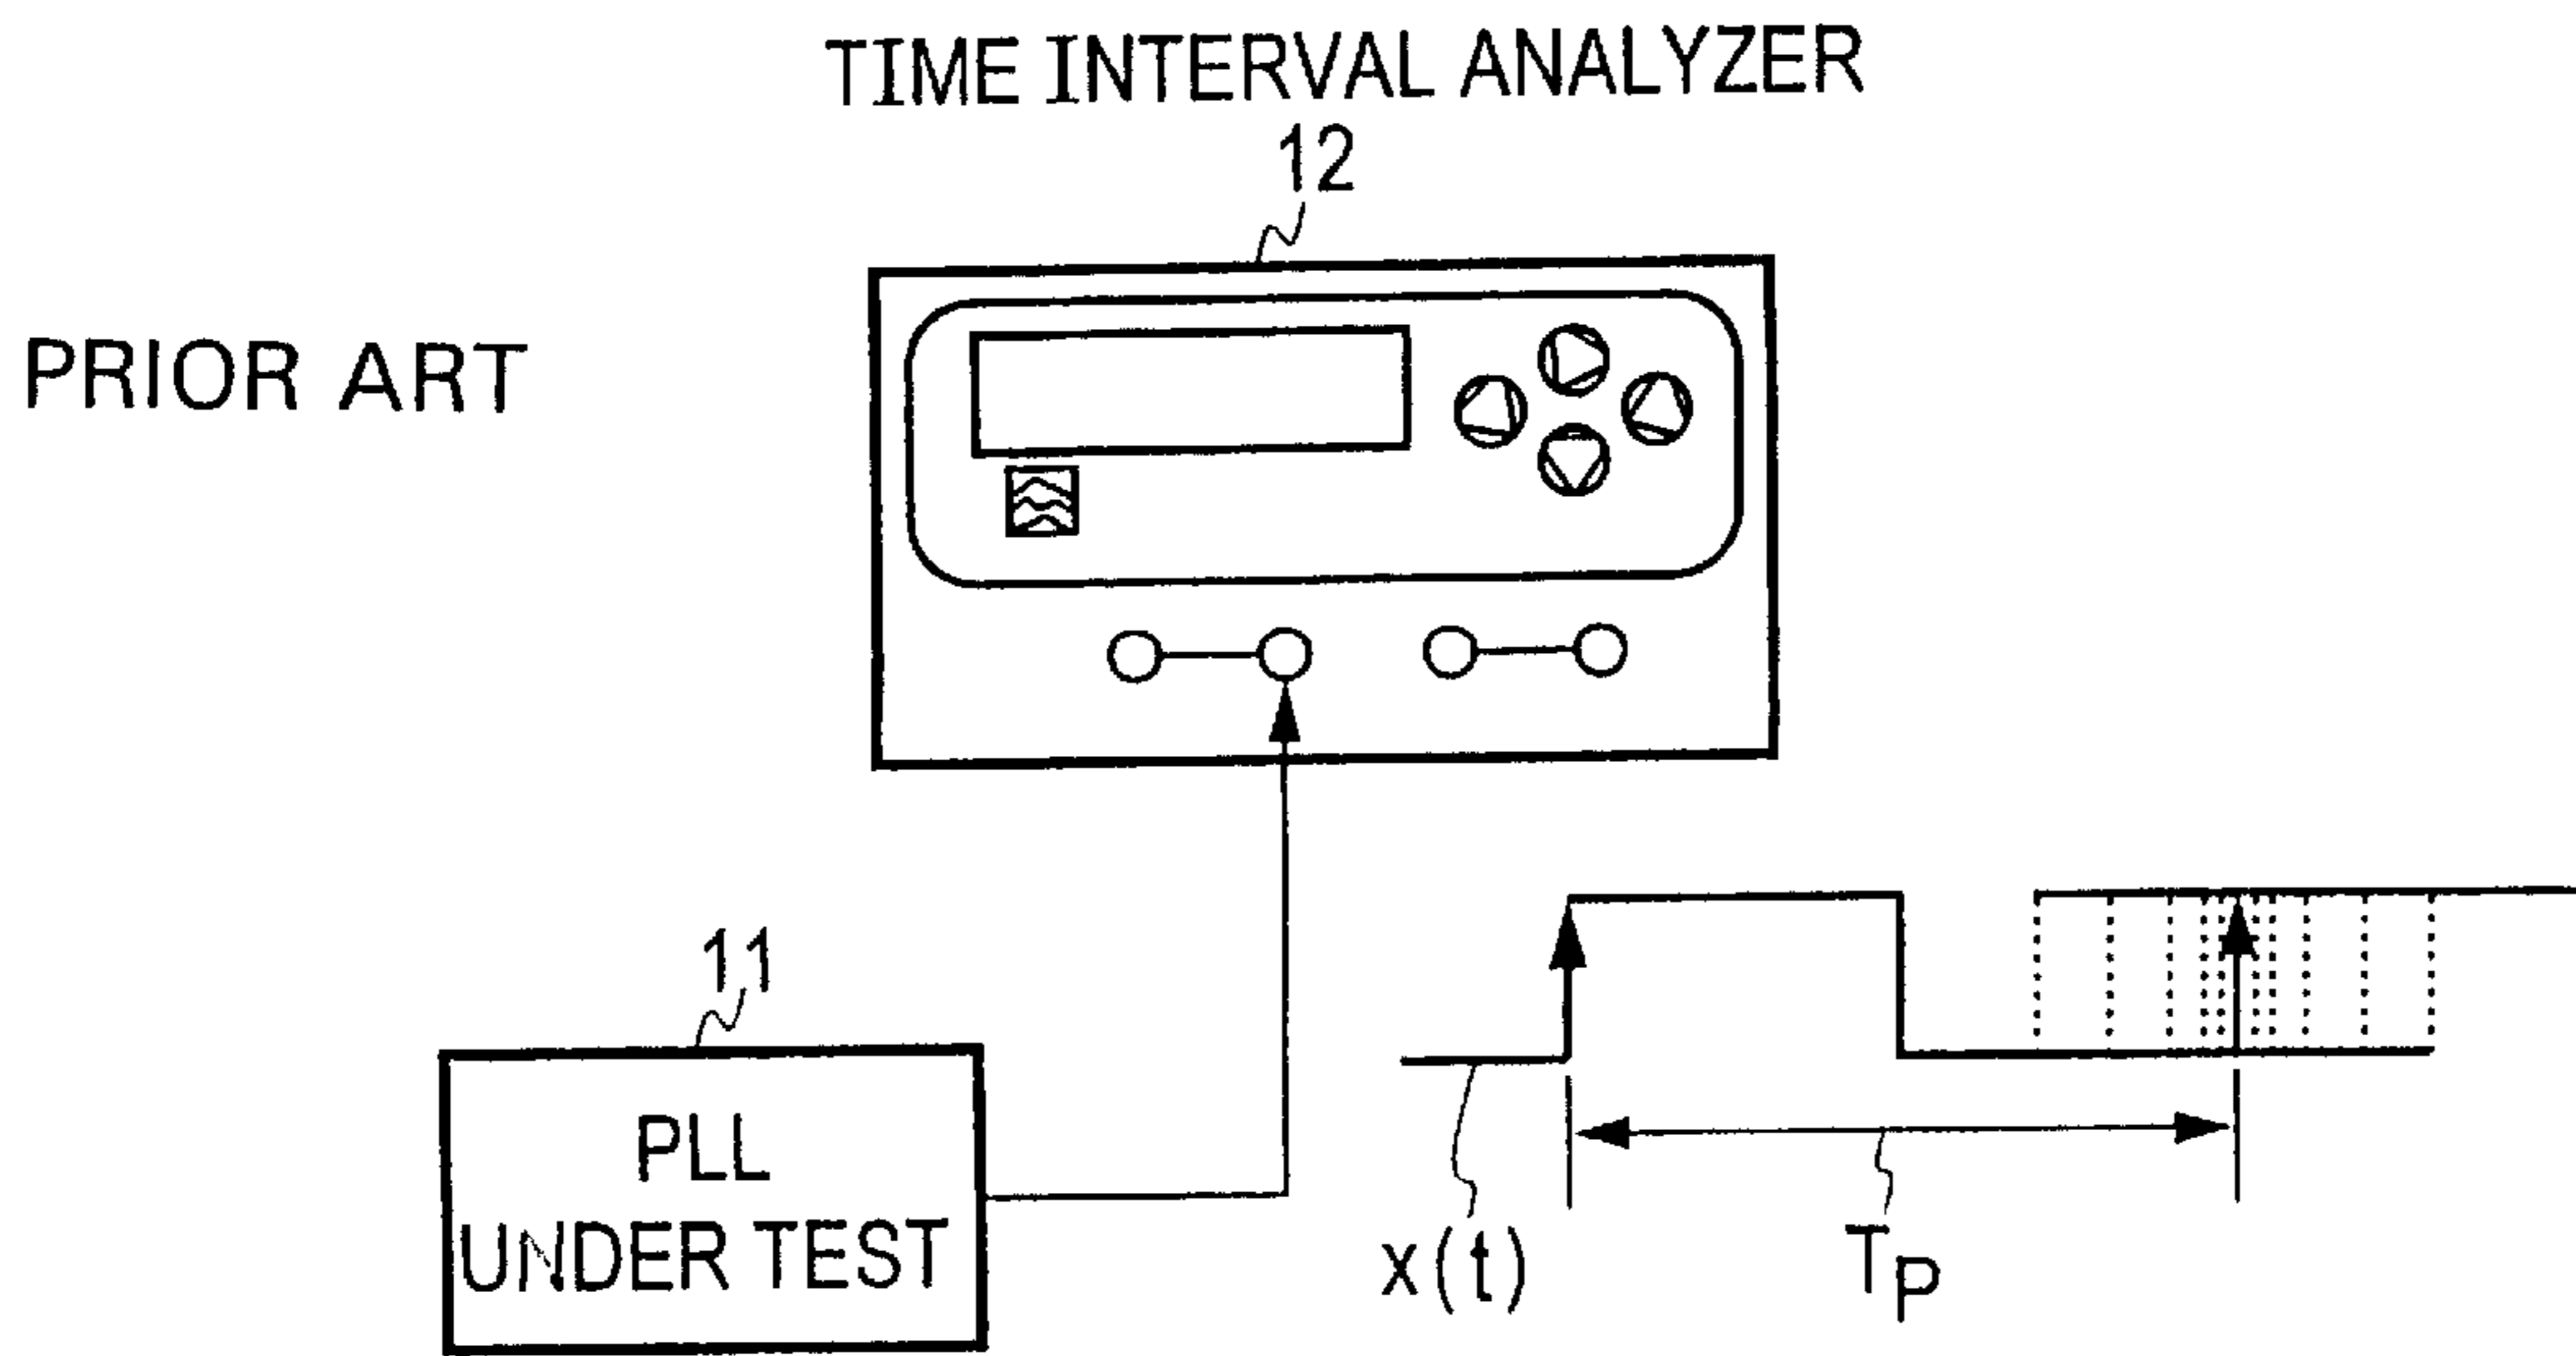 TIME INTERVAL ANALYZER
12
PRIOR ART
11
PLL
UNDER TEST
x(t)
TP